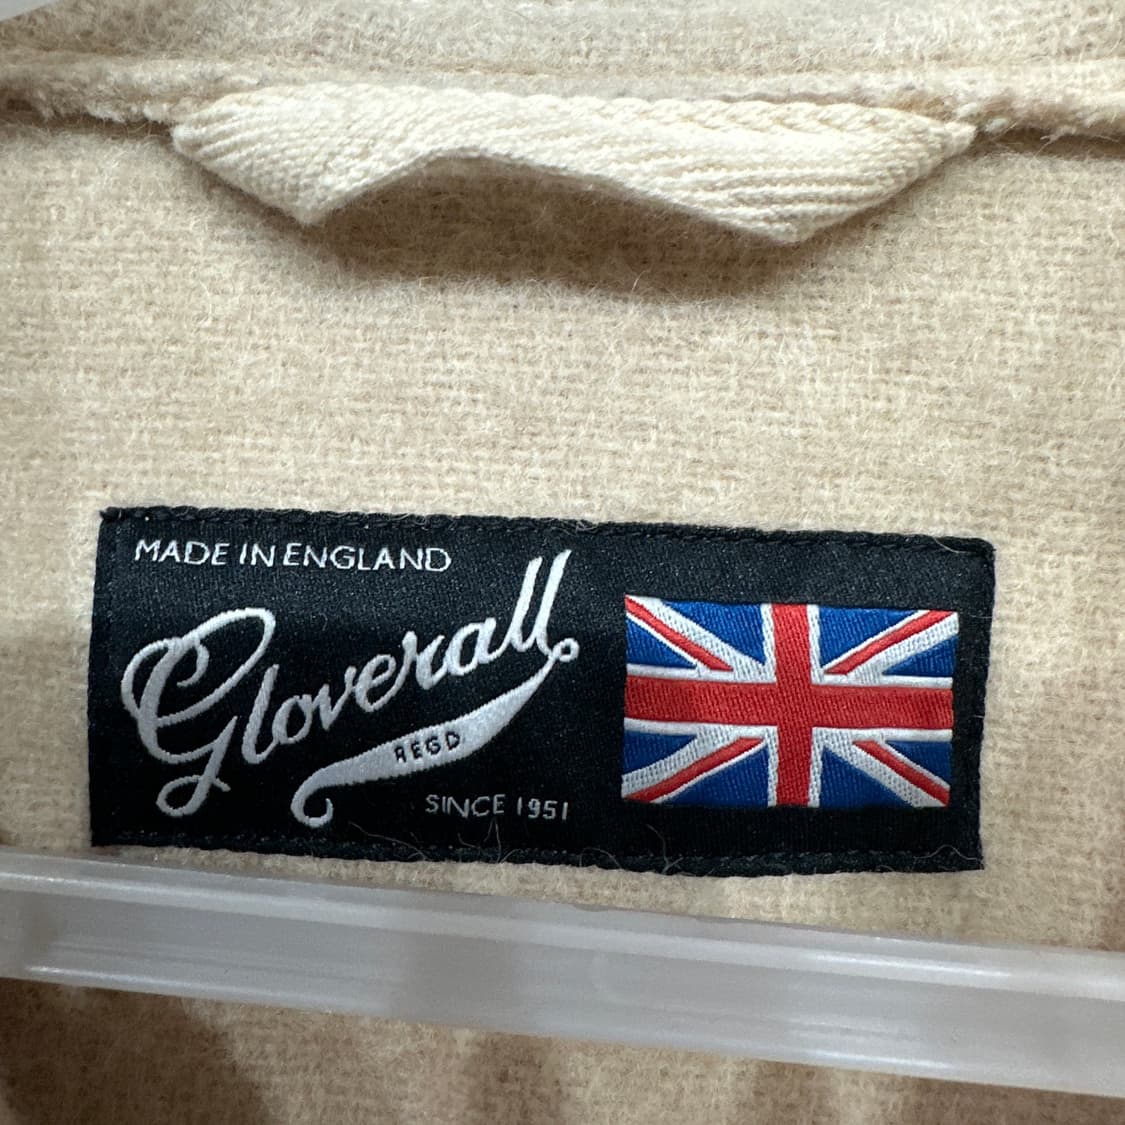 MADE IN ENGLAND
Gloverall
REGD.
SINCE 1951